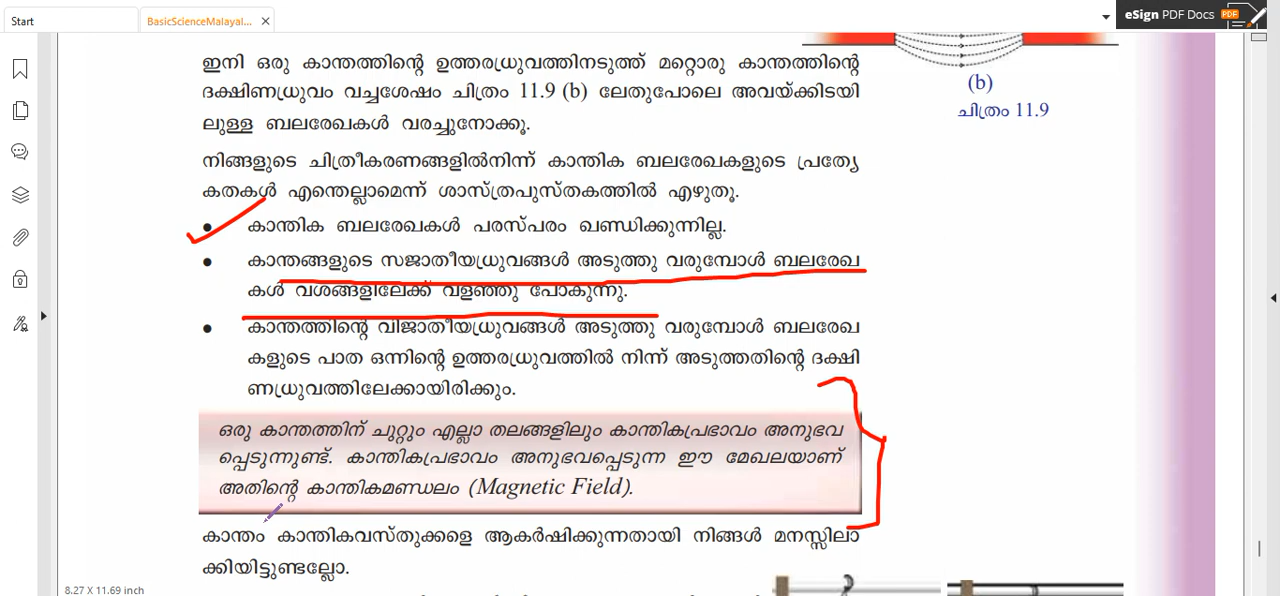 Start
BasicScienceMalayal...
eSign PDF Docs
PDF
ഇനി ഒരു കാന്തത്തിന്റെ ഉത്തരധ്രുവത്തിനടുത്ത് മറ്റൊരു കാന്തത്തിന്റെ
ദക്ഷിണധ്രുവം വച്ചശേഷം ചിത്രം 11.9 (b) ലേതുപോലെ അവയ്ക്കിടയി
ലുള്ള ബലരേഖകൾ വരച്ചുനോക്കൂ.
(b)
ചിത്രം 11.9
നിങ്ങളുടെ ചിത്രീകരണങ്ങളിൽനിന്ന് കാന്തിക ബലരേഖകളുടെ പ്രത്യേ
കതകൾ എന്തെല്ലാമെന്ന് ശാസ്ത്രപുസ്തകത്തിൽ എഴുതൂ.
• കാന്തിക ബലരേഖകൾ പരസ്പരം ഖണ്ഡിക്കുന്നില്ല.
• കാന്തങ്ങളുടെ സജാതീയധ്രുവങ്ങൾ അടുത്തു വരുമ്പോൾ ബലരേഖ
കൾ വശങ്ങളിലേക്ക് വളഞ്ഞു പോകുന്നു.
• കാന്തത്തിന്റെ വിജാതീയധ്രുവങ്ങൾ അടുത്തു വരുമ്പോൾ ബലരേഖ
കളുടെ പാത ഒന്നിന്റെ ഉത്തരധ്രുവത്തിൽ നിന്ന് അടുത്തതിന്റെ ദക്ഷി
ണധ്രുവത്തിലേക്കായിരിക്കും.
ഒരു കാന്തത്തിന് ചുറ്റും എല്ലാ തലങ്ങളിലും കാന്തികപ്രഭാവം അനുഭവ
പ്പെടുന്നുണ്ട്. കാന്തികപ്രഭാവം അനുഭവപ്പെടുന്ന ഈ മേഖലയാണ്
അതിന്റെ കാന്തികമണ്ഡലം (Magnetic Field).
കാന്തം കാന്തികവസ്തുക്കളെ ആകർഷിക്കുന്നതായി നിങ്ങൾ മനസ്സിലാ
ക്കിയിട്ടുണ്ടല്ലോ.
8.27 X 11.69 inch